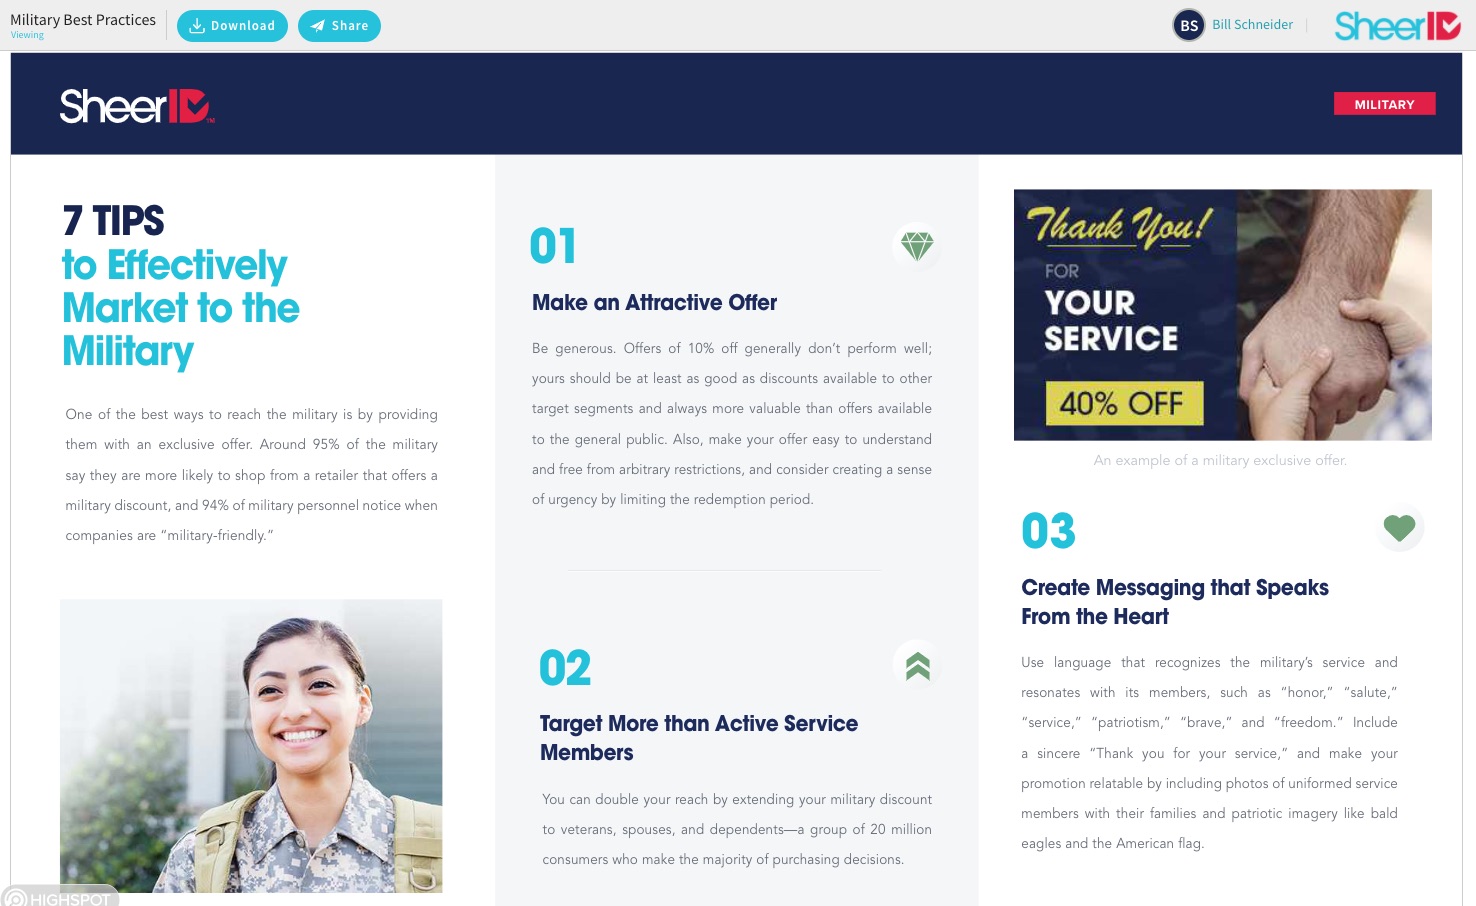 Military Best Practices
Viewing
Download
Share
BS
Bill Schneider
SheerID
SheerID™
MILITARY
7 TIPS
to Effectively
Market to the
Military
One of the best ways to reach the military is by providing
them with an exclusive offer. Around 95% of the military
say they are more likely to shop from a retailer that offers a
military discount, and 94% of military personnel notice when
companies are “military-friendly.”
HIGHSPOT
01
Make an Attractive Offer
Be generous. Offers of 10% off generally don’t perform well;
yours should be at least as good as discounts available to other
target segments and always more valuable than offers available
to the general public. Also, make your offer easy to understand
and free from arbitrary restrictions, and consider creating a sense
of urgency by limiting the redemption period.
02
Target More than Active Service
Members
You can double your reach by extending your military discount
to veterans, spouses, and dependents—a group of 20 million
consumers who make the majority of purchasing decisions.
Thank You!
FOR
YOUR
SERVICE
40% OFF
An example of a military exclusive offer.
03
Create Messaging that Speaks
From the Heart
Use language that recognizes the military’s service and
resonates with its members, such as “honor,” “salute,”
“service,” “patriotism,” “brave,” and “freedom.” Include
a sincere “Thank you for your service,” and make your
promotion relatable by including photos of uniformed service
members with their families and patriotic imagery like bald
eagles and the American flag.